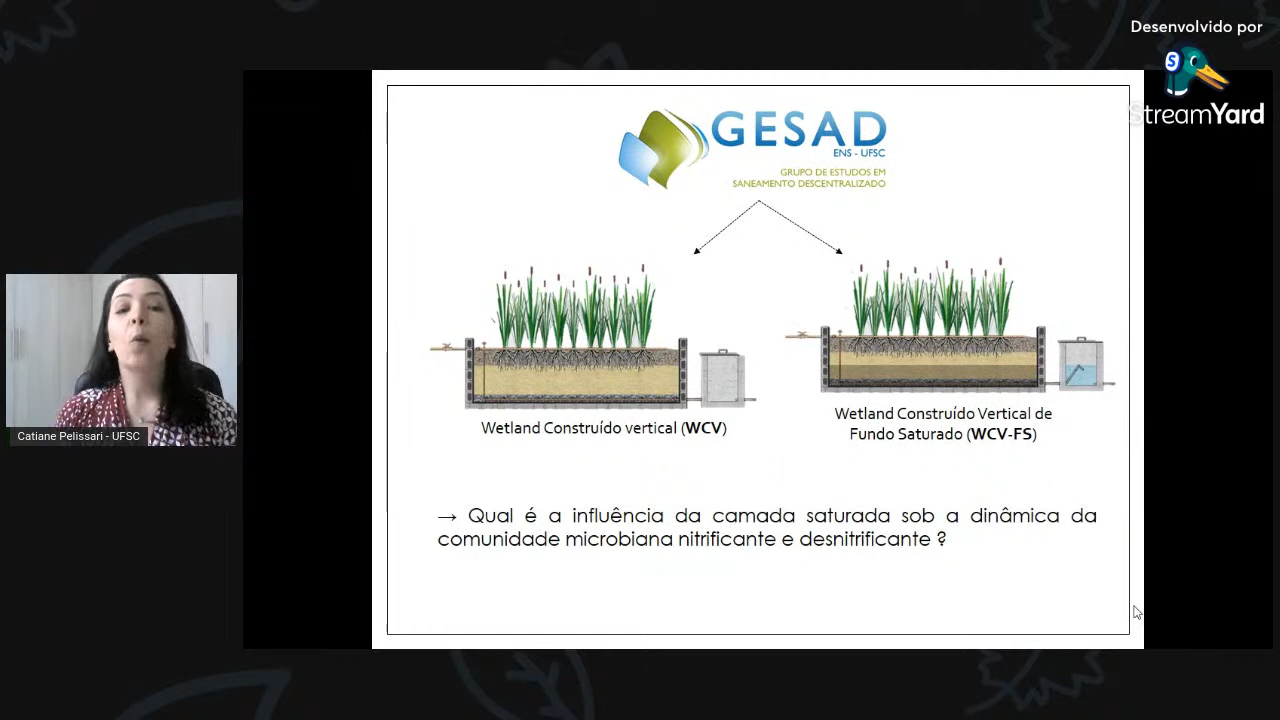 Desenvolvido por
StreamYard
GESAD
ENS - UFSC
GRUPO DE ESTUDOS EM
SANEAMENTO DESCENTRALIZADO
Wetland Construído vertical (WCV)
Wetland Construído Vertical de
Fundo Saturado (WCV-FS)
Catiane Pelissari - UFSC
→ Qual é a influência da camada saturada sob a dinâmica da
comunidade microbiana nitrificante e desnitrificante ?